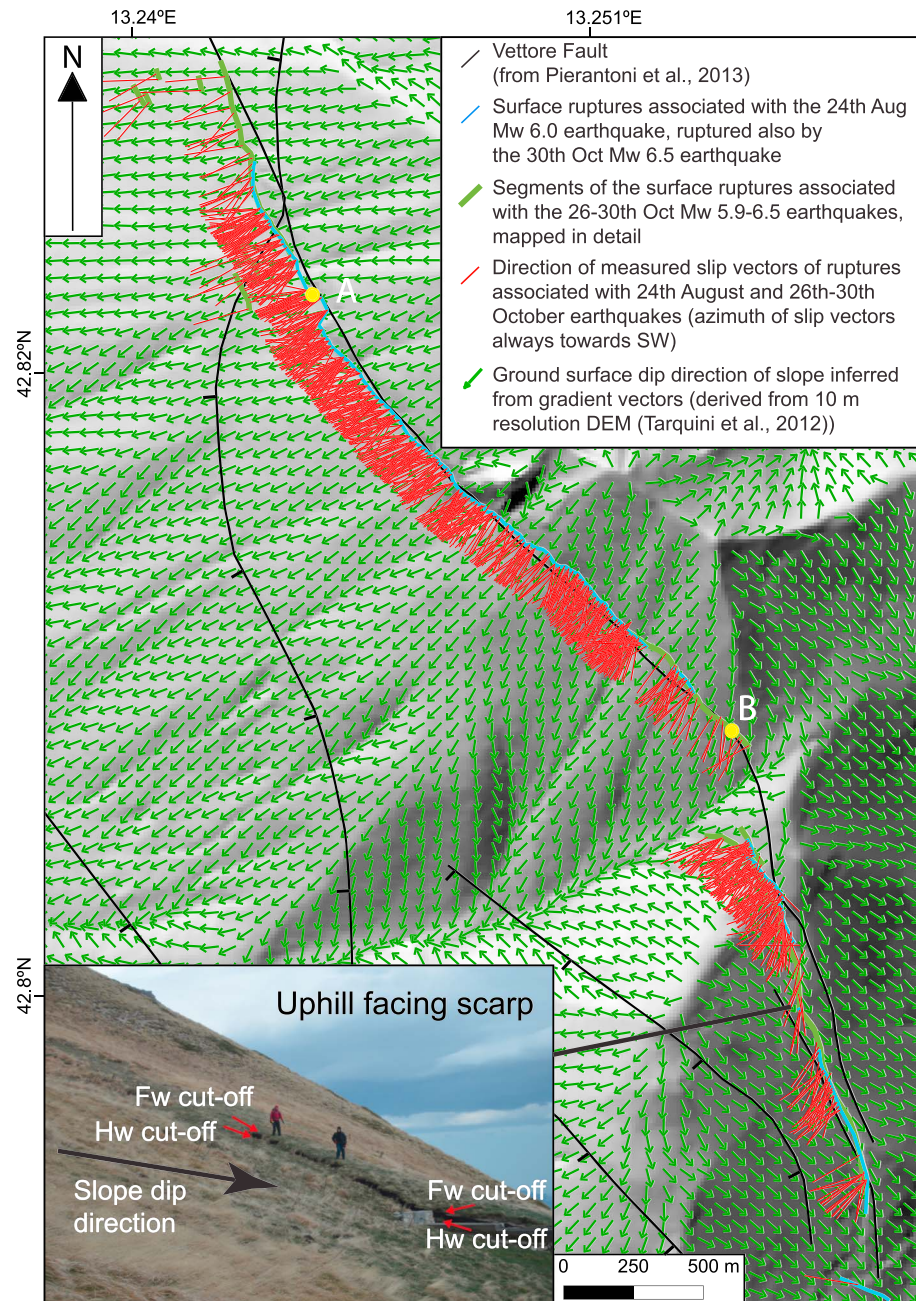 13.24ºE
13.251ºE
N
Vettore Fault
(from Pierantoni et al., 2013)
Surface ruptures associated with the 24th Aug
Mw 6.0 earthquake, ruptured also by
the 30th Oct Mw 6.5 earthquake
Segments of the surface ruptures associated
with the 26-30th Oct Mw 5.9-6.5 earthquakes,
mapped in detail
Direction of measured slip vectors of ruptures
associated with 24th August and 26th-30th
October earthquakes (azimuth of slip vectors
always towards SW)
Ground surface dip direction of slope inferred
from gradient vectors (derived from 10 m
resolution DEM (Tarquini et al., 2012))
A
42.82ºN
B
42.8ºN
Uphill facing scarp
Fw cut-off
Hw cut-off
Slope dip
direction
Fw cut-off
Hw cut-off
0 250 500 m